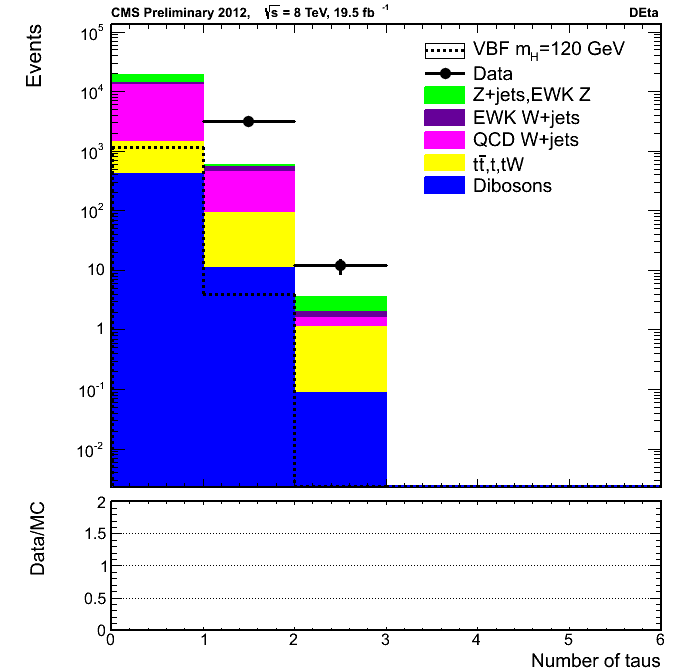 CMS Preliminary 2012, √s = 8 TeV, 19.5 fb⁻¹ DEta
Events
10⁵
10⁴
10³
10²
10
1
10⁻¹
10⁻²
VBF m_H=120 GeV
Data
Z+jets,EWK Z
EWK W+jets
QCD W+jets
tt̄,t,tW
Dibosons
Data/MC
2
1.5
1
0.5
0
0 1 2 3 4 5 6
Number of taus